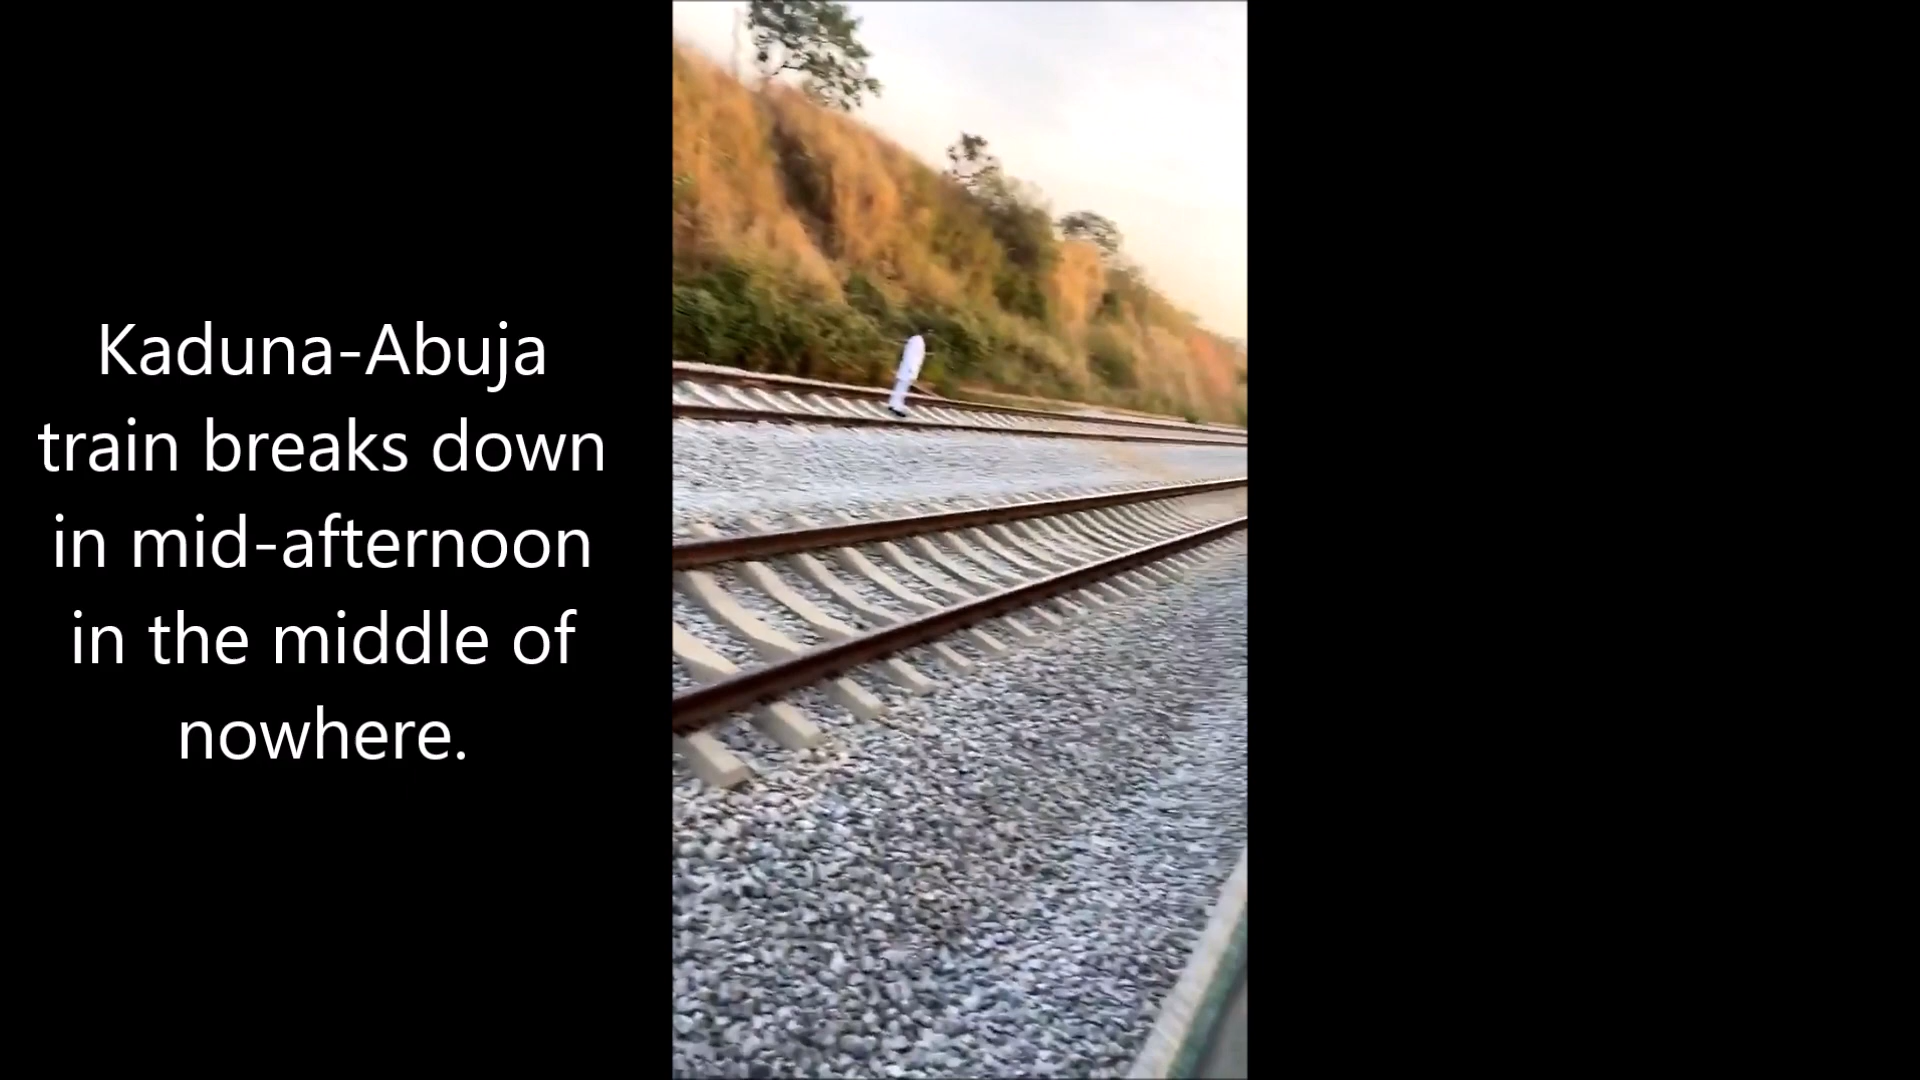 Kaduna-Abuja
train breaks down
in mid-afternoon
in the middle of
nowhere.